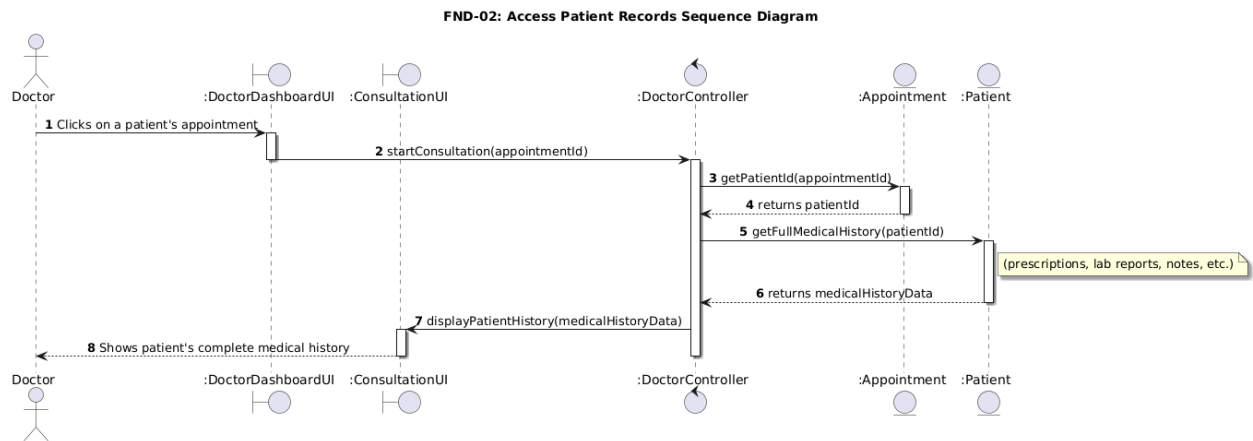 FND-02: Access Patient Records Sequence Diagram
Doctor :DoctorDashboardUI :ConsultationUI :DoctorController :Appointment :Patient
1 Clicks on a patient's appointment
2 startConsultation(appointmentId)
3 getPatientId(appointmentId)
4 returns patientId
5 getFullMedicalHistory(patientId)
(prescriptions, lab reports, notes, etc.)
6 returns medicalHistoryData
7 displayPatientHistory(medicalHistoryData)
8 Shows patient's complete medical history
Doctor :DoctorDashboardUI :ConsultationUI :DoctorController :Appointment :Patient